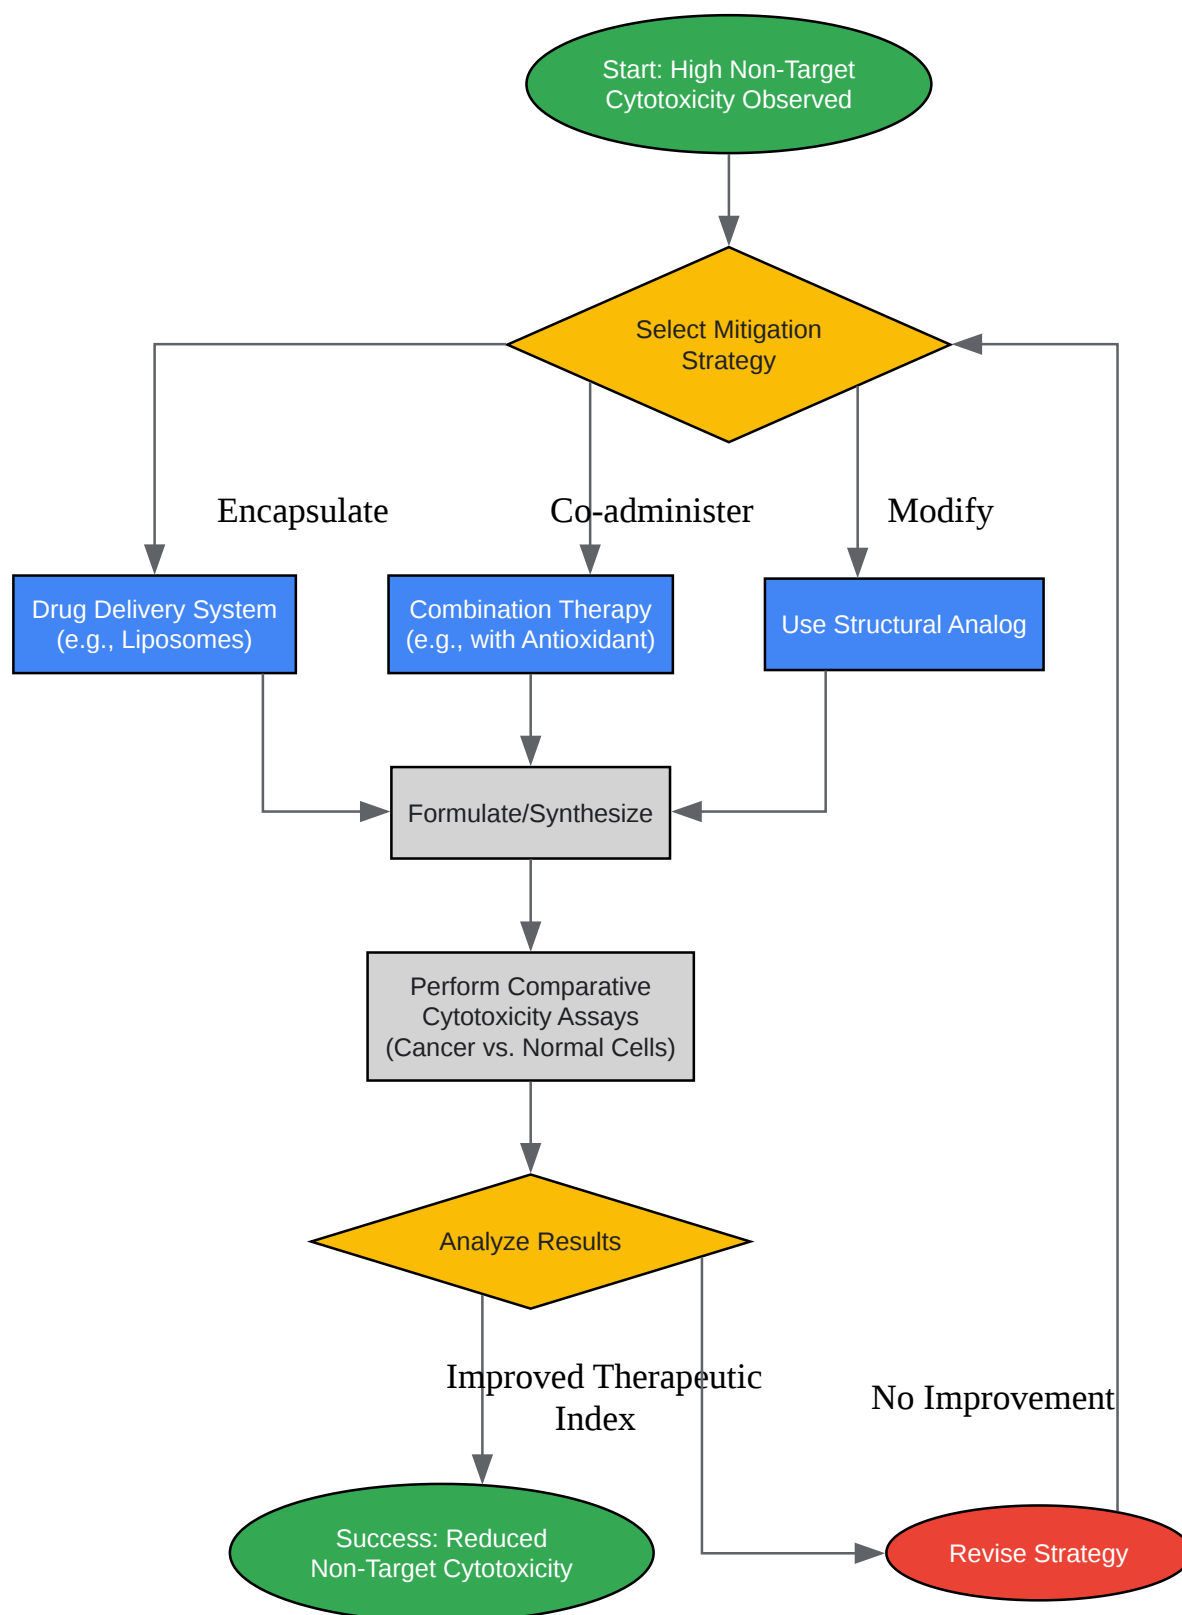 Start: High Non-Target
Cytotoxicity Observed
Select Mitigation
Strategy
Encapsulate
Co-administer
Modify
Drug Delivery System
(e.g., Liposomes)
Combination Therapy
(e.g., with Antioxidant)
Use Structural Analog
Formulate/Synthesize
Perform Comparative
Cytotoxicity Assays
(Cancer vs. Normal Cells)
Analyze Results
Improved Therapeutic
Index
No Improvement
Success: Reduced
Non-Target Cytotoxicity
Revise Strategy